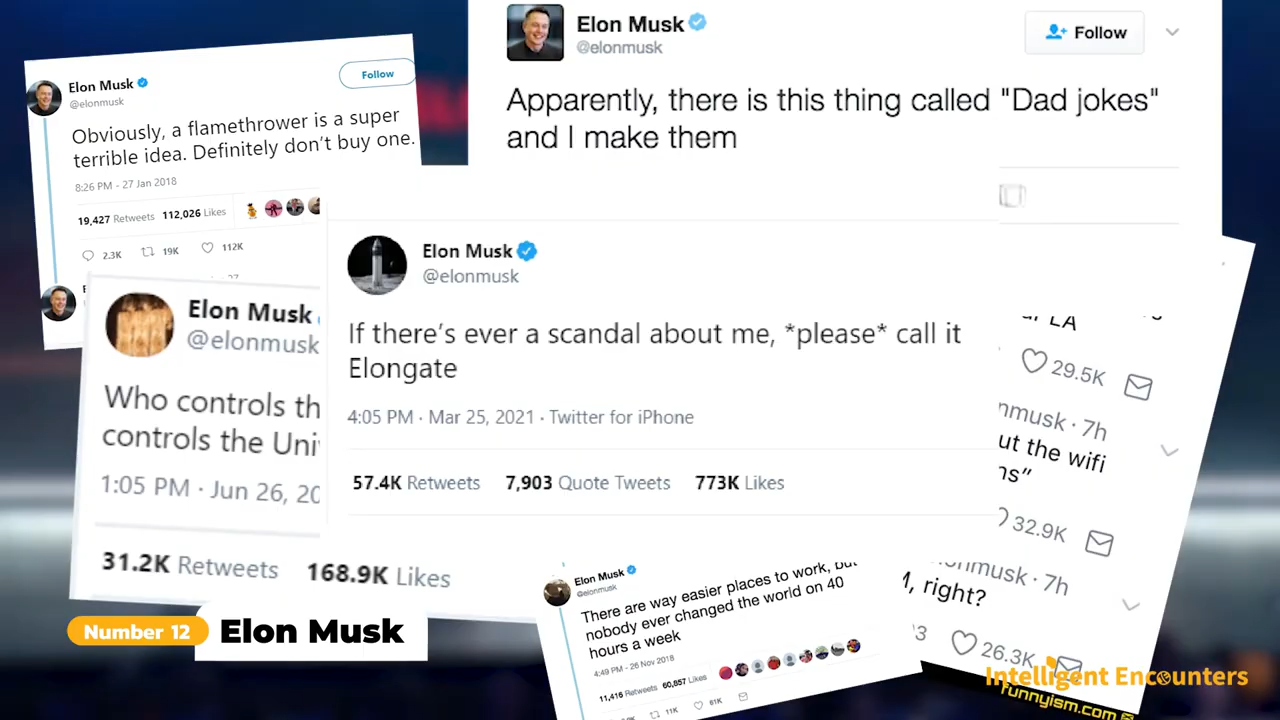 Elon Musk
@elonmusk
Follow
Obviously, a flamethrower is a super
terrible idea. Definitely don't buy one.
8:26 PM - 27 Jan 2018
19,427 Retweets 112,026 Likes
2.3K 19K 112K
Elon Musk
@elonmusk
Follow
Apparently, there is this thing called "Dad jokes"
and I make them
Elon Musk
@elonmusk
Who controls th
controls the Uni
1:05 PM · Jun 26, 20
31.2K Retweets 168.9K Likes
Elon Musk
@elonmusk
If there's ever a scandal about me, *please* call it
Elongate
4:05 PM · Mar 25, 2021 · Twitter for iPhone
57.4K Retweets 7,903 Quote Tweets 773K Likes
LA
29.5K
nmusk · 7h
ut the wifi
ns"
32.9K
nmusk · 7h
, right?
26.3K
Elon Musk
@elonmusk
There are way easier places to work, but
nobody ever changed the world on 40
hours a week
4:49 PM - 26 Nov 2018
11,416 Retweets 60,857 Likes
11K 61K
Number 12
Elon Musk
Intelligent Encounters
funnyism.com